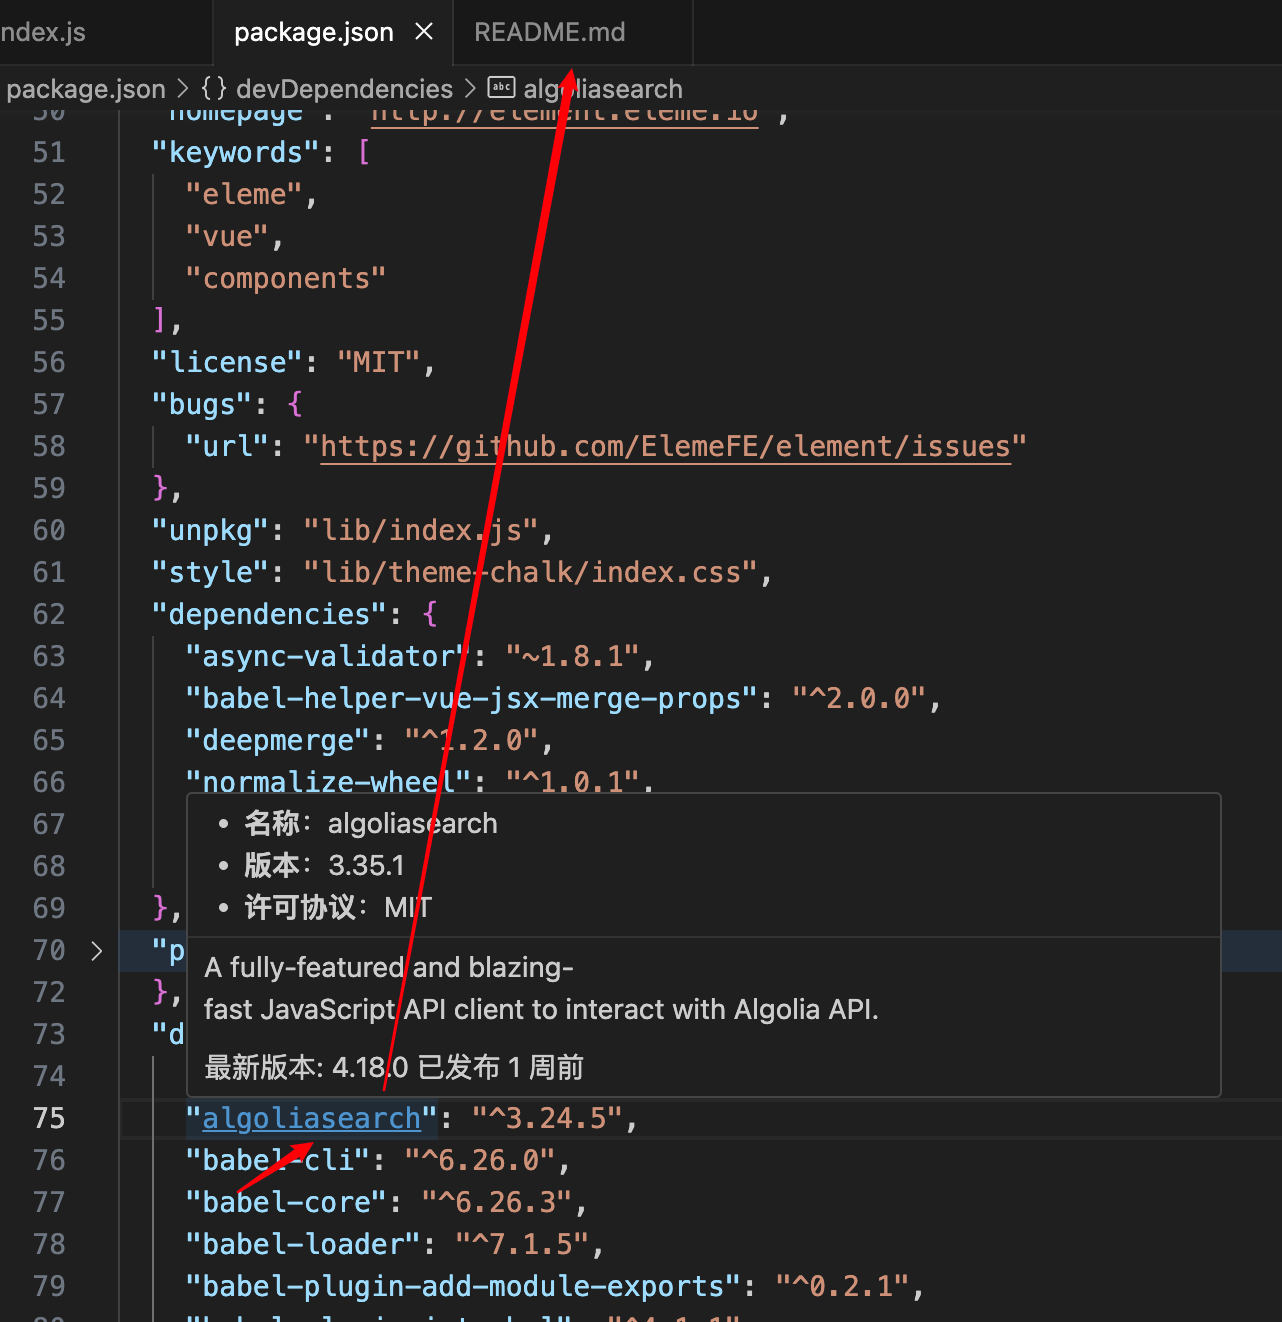 ndex.js
package.json
README.md
package.json > {} devDependencies > abc algoliasearch
50 "homepage": "http://element.eleme.io",
51 "keywords": [
52 "eleme",
53 "vue",
54 "components"
55 ],
56 "license": "MIT",
57 "bugs": {
58 "url": "https://github.com/ElemeFE/element/issues"
59 },
60 "unpkg": "lib/index.js",
61 "style": "lib/theme-chalk/index.css",
62 "dependencies": {
63 "async-validator": "~1.8.1",
64 "babel-helper-vue-jsx-merge-props": "^2.0.0",
65 "deepmerge": "^1.2.0",
66 "normalize-wheel": "^1.0.1",
67
68
69 },
70 "p
72 },
73 "d
74
• 名称：algoliasearch
• 版本：3.35.1
• 许可协议：MIT
A fully-featured and blazing-
fast JavaScript API client to interact with Algolia API.
最新版本: 4.18.0 已发布 1 周前
75 "algoliasearch": "^3.24.5",
76 "babel-cli": "^6.26.0",
77 "babel-core": "^6.26.3",
78 "babel-loader": "^7.1.5",
79 "babel-plugin-add-module-exports": "^0.2.1",
80